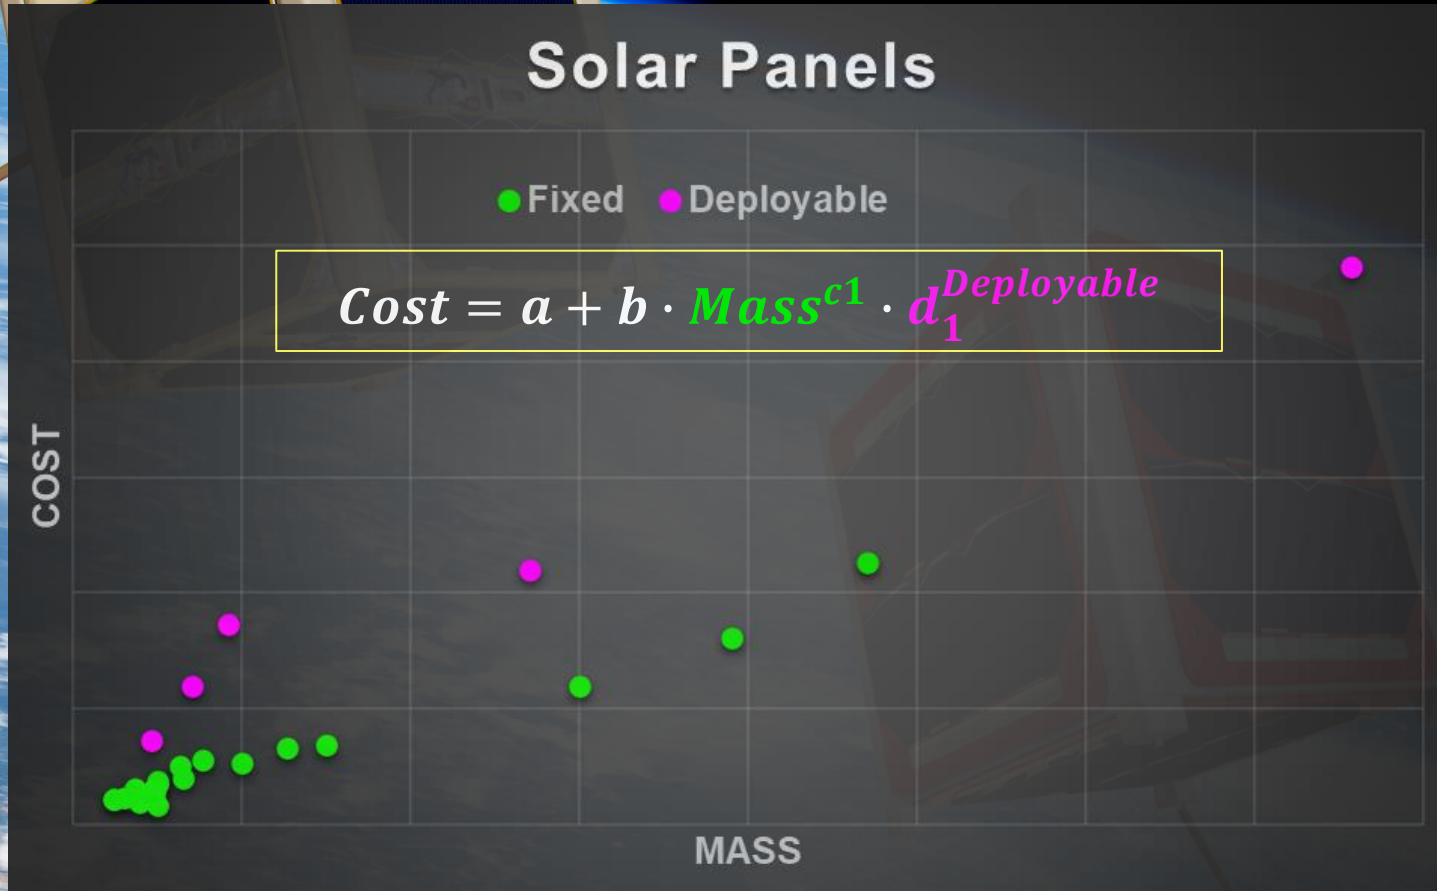 Solar Panels
Fixed Deployable
Cost = a + b · Mass^{c1} · d_1^{Deployable}
COST
MASS